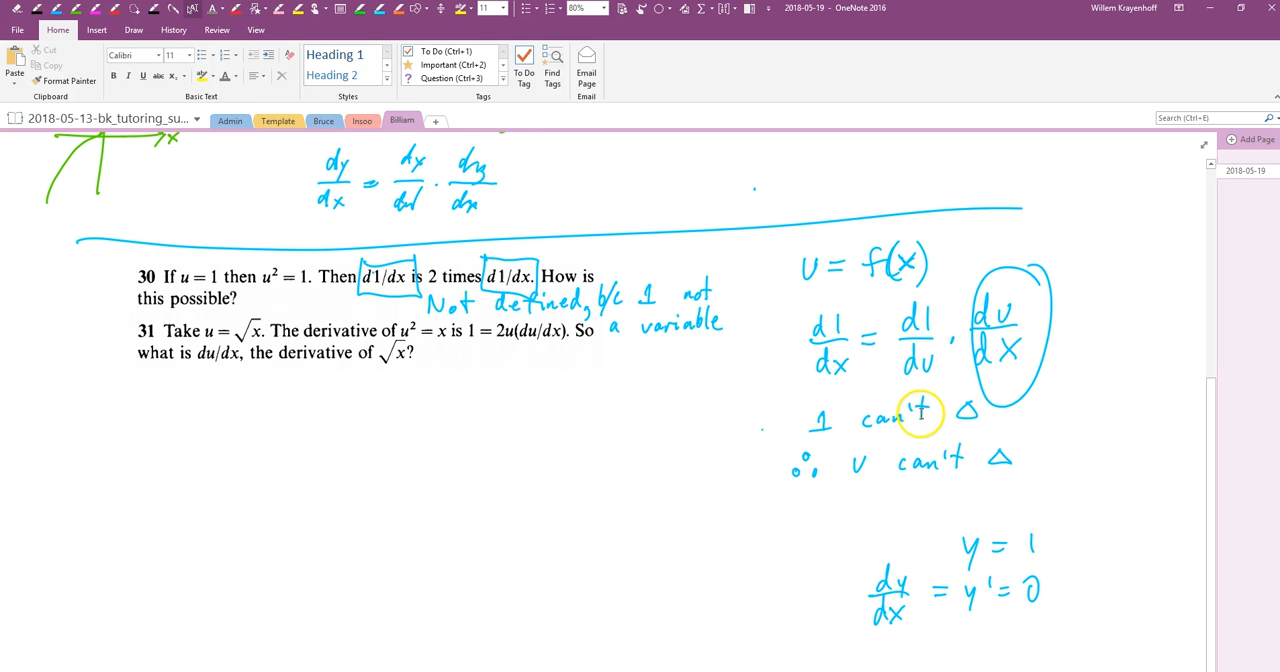 2018-05-19 - OneNote 2016
Willem Krayenhoff
File Home Insert Draw History Review View
11
80%
Paste
Cut
Copy
Format Painter
Clipboard
Calibri 11
B I U abc x₂ A
Basic Text
Heading 1
Heading 2
Styles
To Do (Ctrl+1)
Important (Ctrl+2)
Question (Ctrl+3)
Tags
To Do Tag
Find Tags
Email Page
Email
2018-05-13-bk_tutoring_su...
Admin Template Bruce Insoo Billiam
Search (Ctrl+E)
Add Page
2018-05-19
x
dy/dx =
30 If u = 1 then u² = 1. Then d1/dx is 2 times d1/dx. How is
this possible?
Not defined, b/c 1 not
a variable
31 Take u = √x. The derivative of u² = x is 1 = 2u(du/dx). So
what is du/dx, the derivative of √x?
u = f(x)
d1/dx = d1/du · du/dx
1 can't Δ
∴ u can't Δ
y = 1
dy/dx = y' = 0